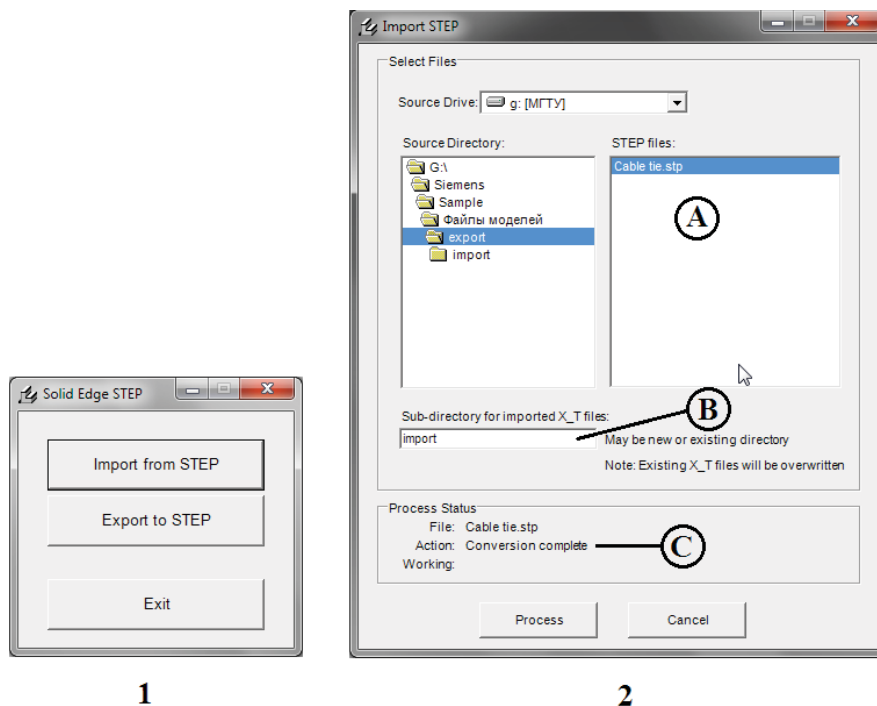 Solid Edge STEP
Import from STEP
Export to STEP
Exit
1
Import STEP
Select Files
Source Drive: g: [МГТУ]
Source Directory:
G:\
Siemens
Sample
Файлы моделей
export
import
STEP files:
Cable tie.stp
A
Sub-directory for imported X_T files:
B
import
May be new or existing directory
Note: Existing X_T files will be overwritten
Process Status
File: Cable tie.stp
Action: Conversion complete
C
Working:
Process
Cancel
2